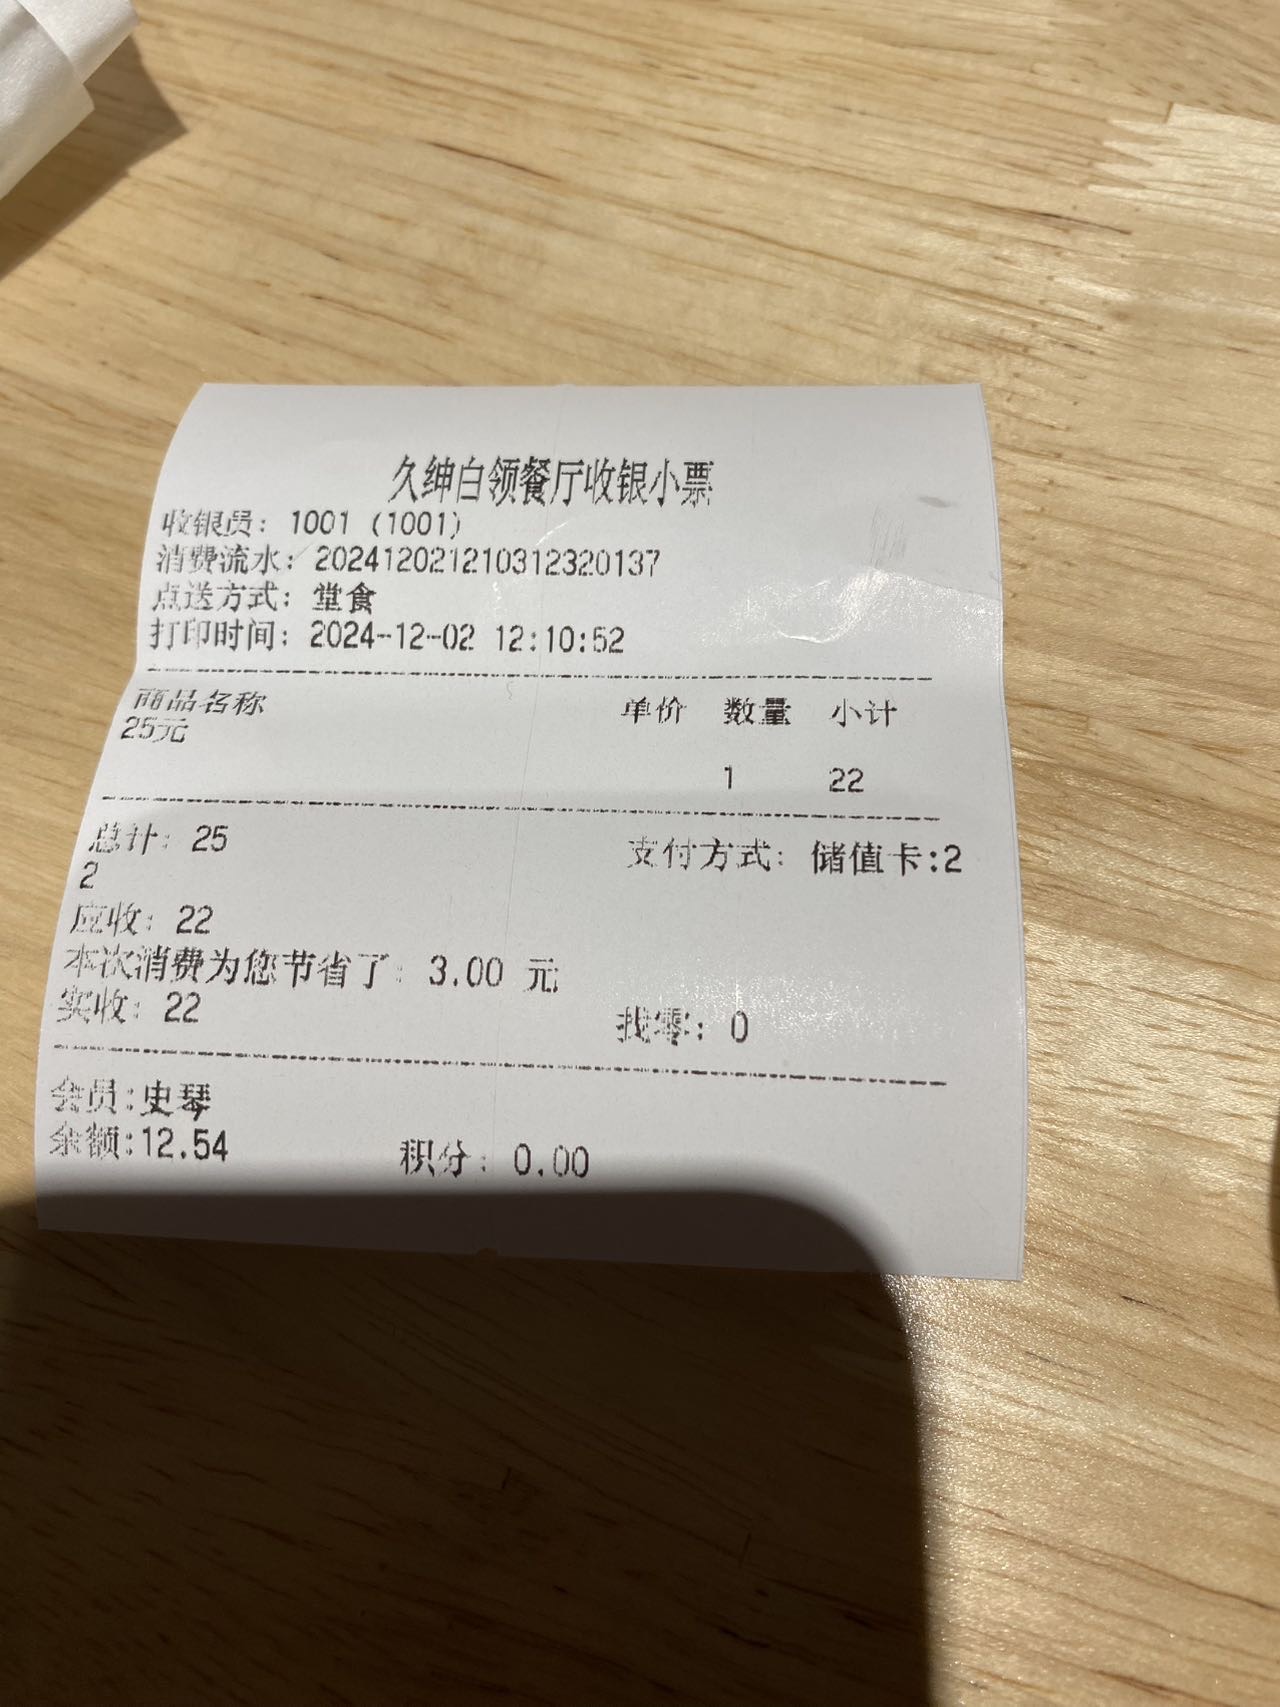 久绅白领餐厅收银小票
收银员: 1001 (1001)
消费流水: 202412021210312320137
点送方式: 堂食
打印时间: 2024-12-02 12:10:52
商品名称 单价 数量 小计
25元
1 22
总计: 25 支付方式: 储值卡:2
2
应收: 22
本次消费为您节省了: 3.00 元
实收: 22 找零: 0
会员:史琴
余额:12.54 积分: 0.00